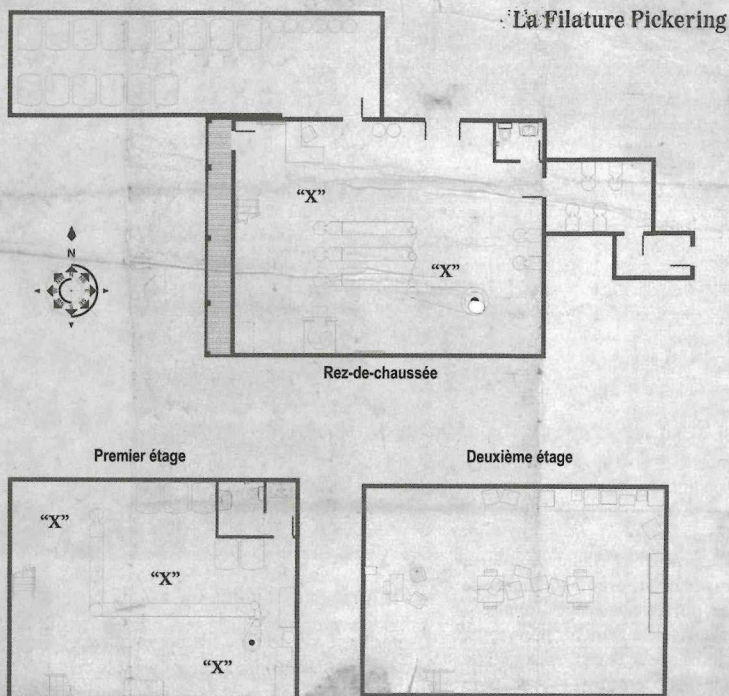 La Filature Pickering
“X”
“X”
N
Rez-de-chaussée
Premier étage
Deuxième étage
“X”
“X”
“X”